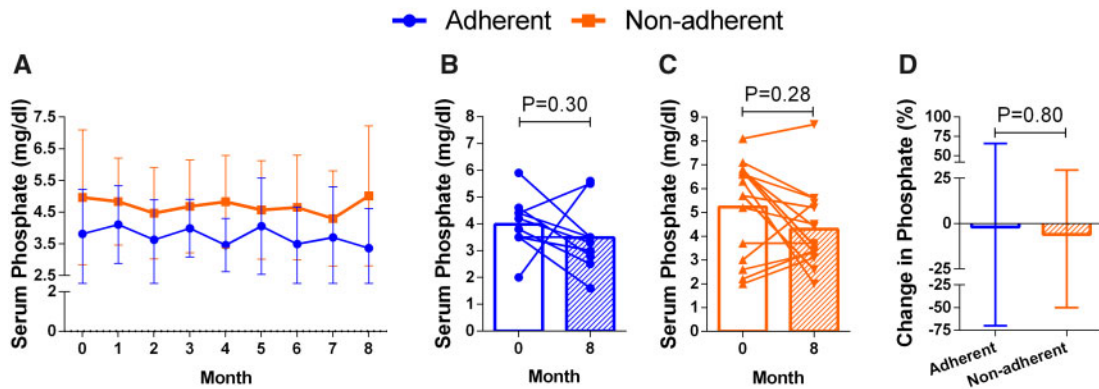 Adherent Non-adherent
A
Serum Phosphate (mg/dl)
7.5
6.5
5.5
4.5
3.5
2.5
2
0
0 1 2 3 4 5 6 7 8
Month
B
P=0.30
Serum Phosphate (mg/dl)
8
7
6
5
4
3
2
1
0
0 8
Month
C
P=0.28
Serum Phosphate (mg/dl)
9
8
7
6
5
4
3
2
1
0
0 8
Month
D
P=0.80
Change in Phosphate (%)
100
75
50
25
0
-25
-50
-75
Adherent
Non-adherent